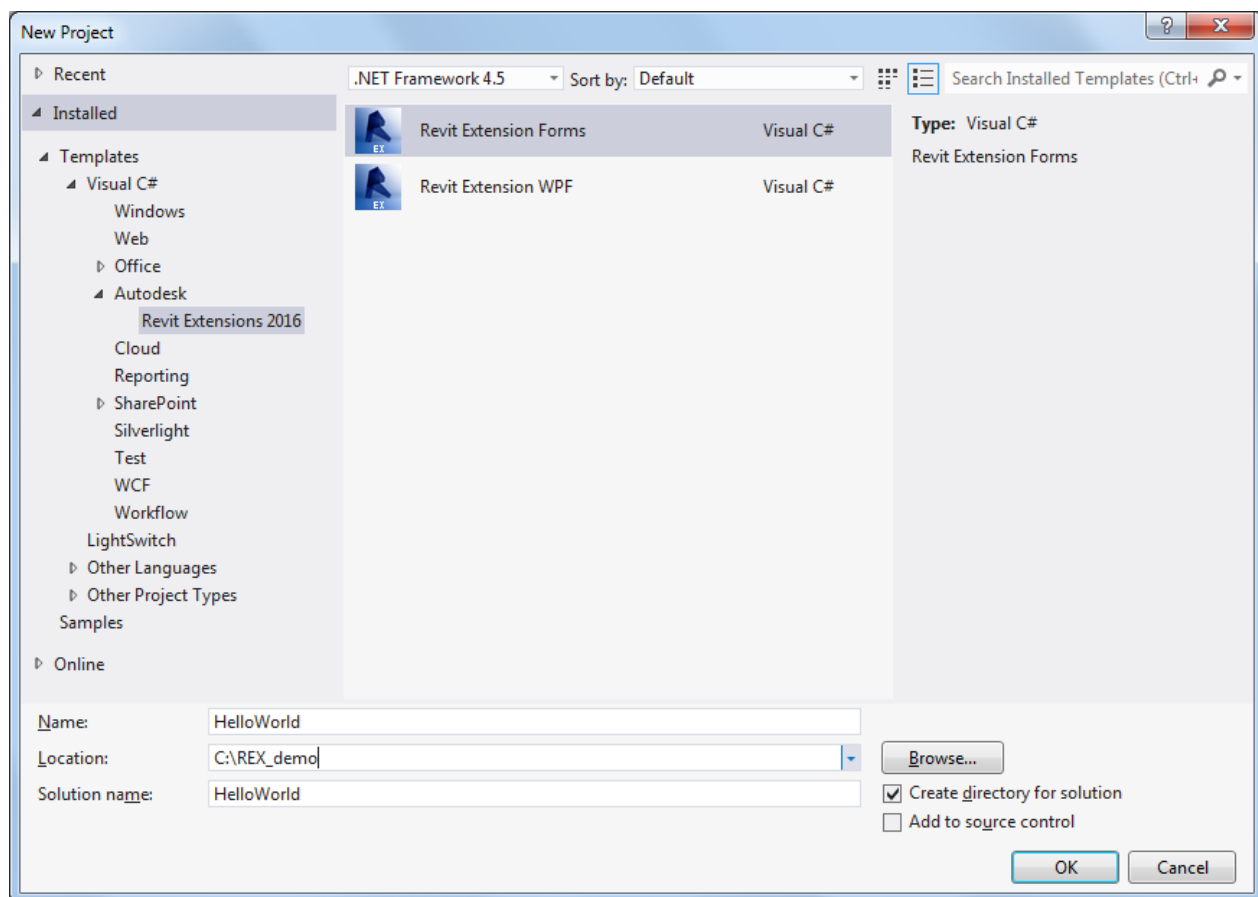 New Project
Recent
Installed
Templates
Visual C#
Windows
Web
Office
Autodesk
Revit Extensions 2016
Cloud
Reporting
SharePoint
Silverlight
Test
WCF
Workflow
LightSwitch
Other Languages
Other Project Types
Samples
Online
.NET Framework 4.5 Sort by: Default
Search Installed Templates (Ctrl+
Revit Extension Forms Visual C#
EX
Revit Extension WPF Visual C#
EX
Type: Visual C#
Revit Extension Forms
Name: HelloWorld
Location: C:\REX_demo
Browse...
Solution name: HelloWorld
Create directory for solution
Add to source control
OK Cancel